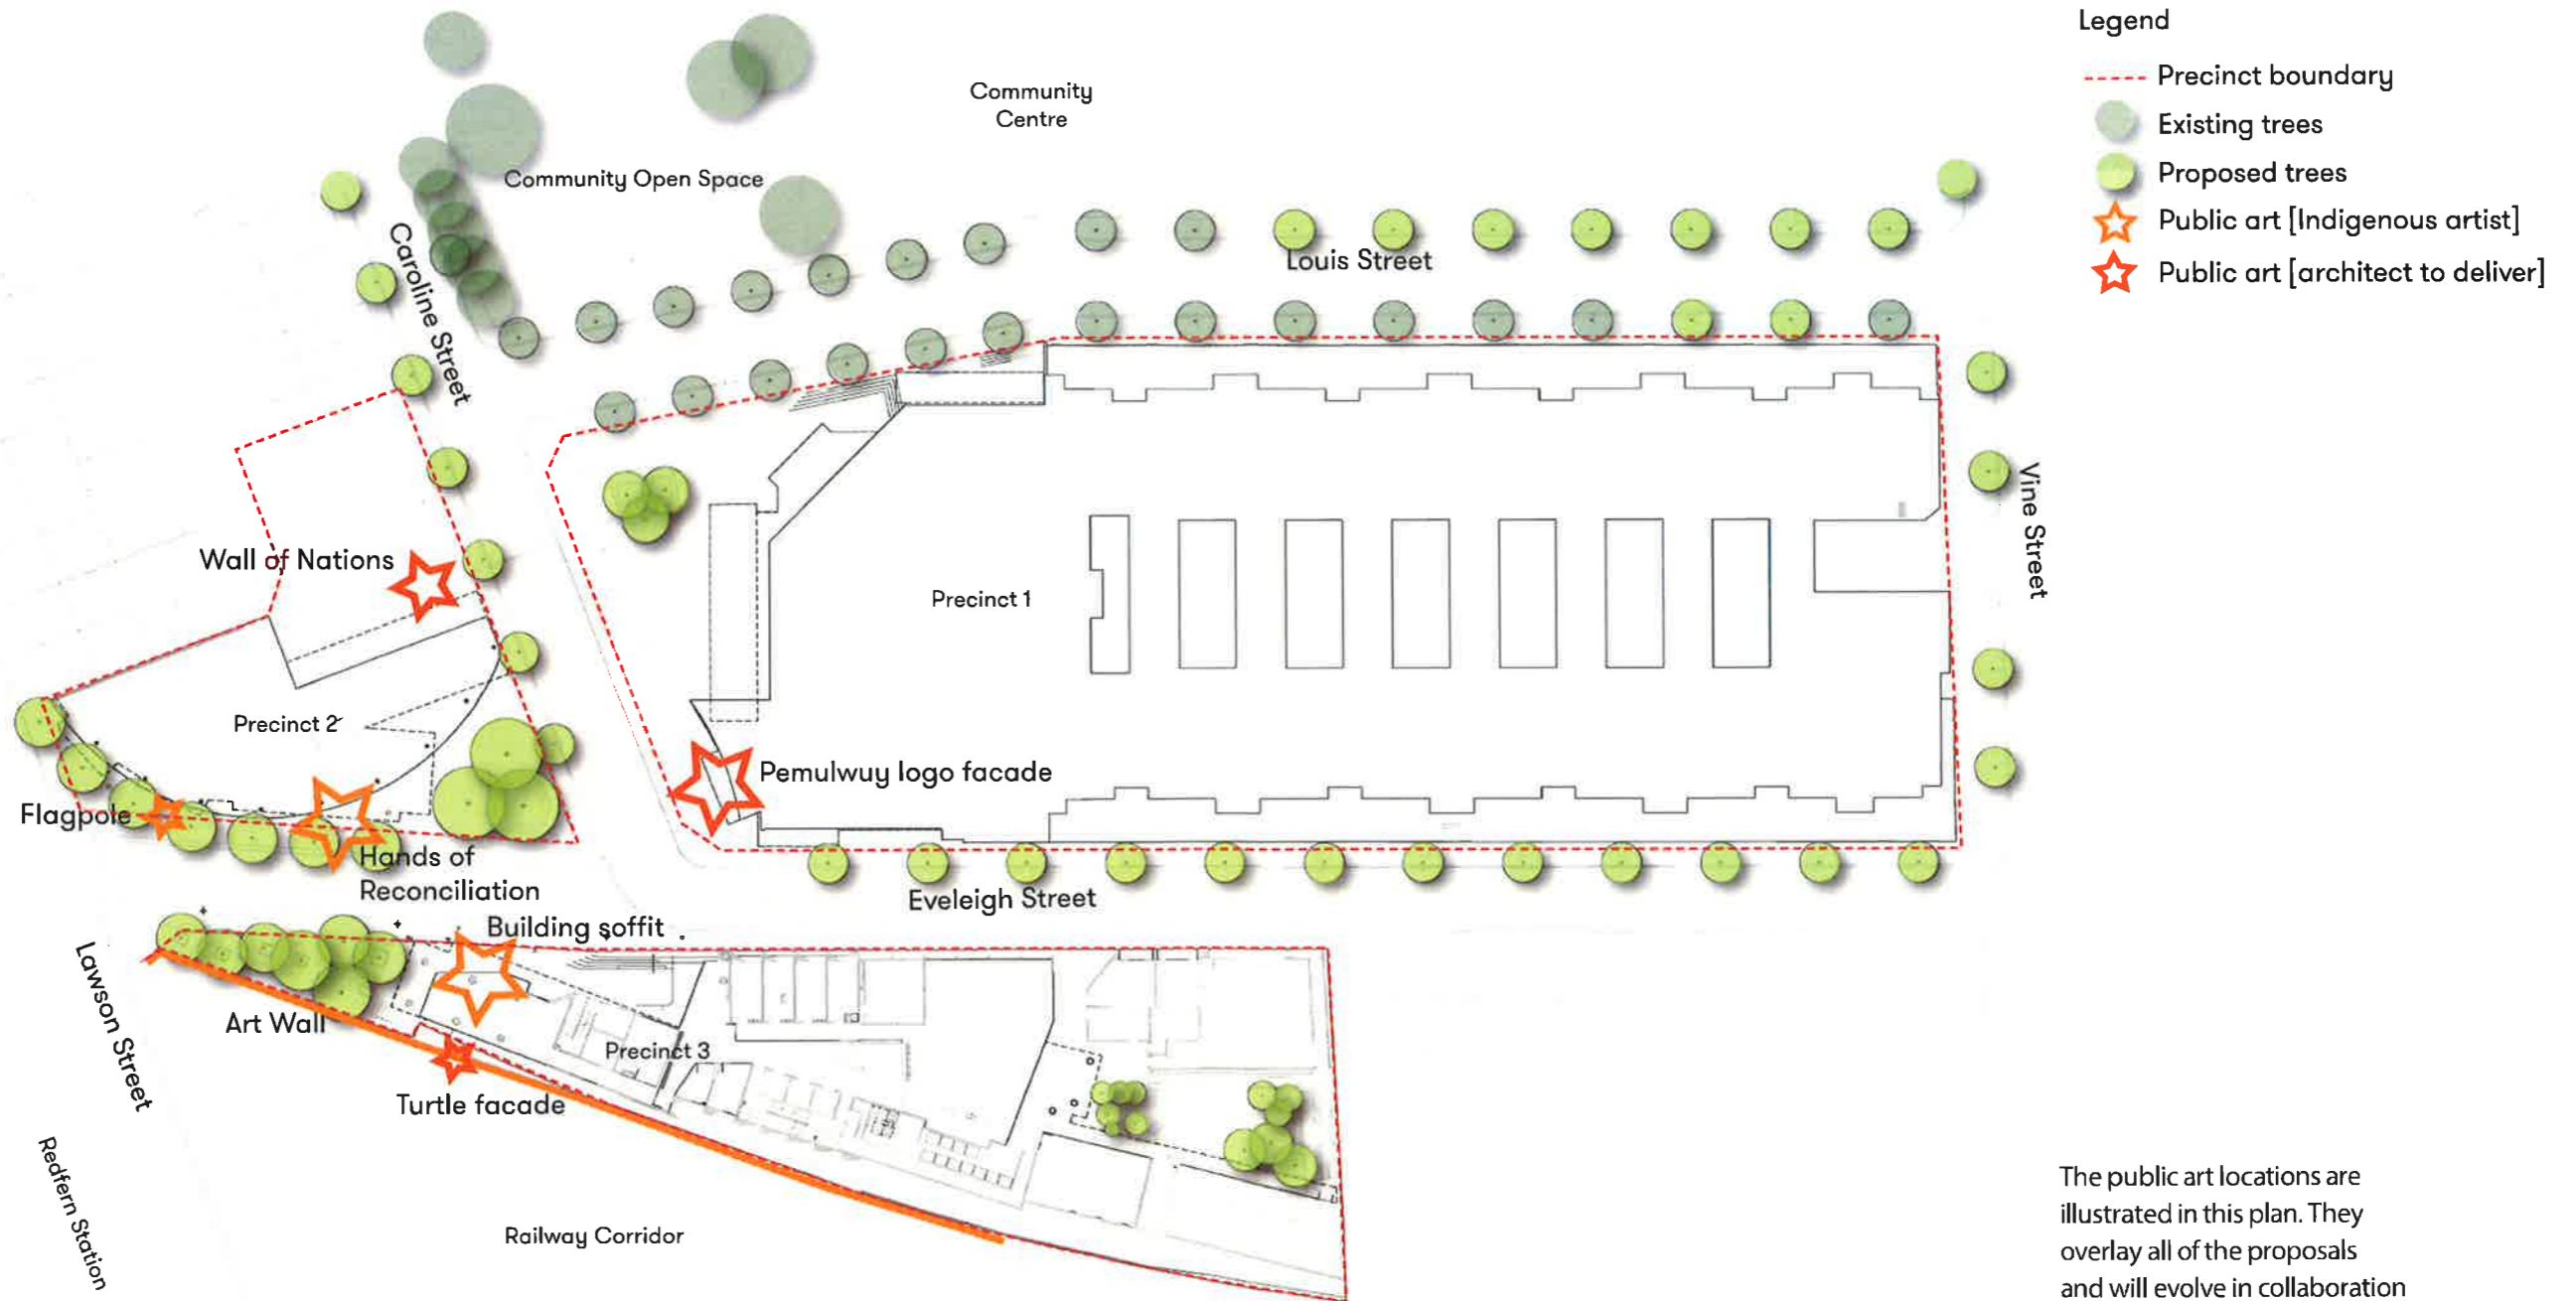 Legend
Precinct boundary
Existing trees
Proposed trees
Public art [Indigenous artist]
Public art [architect to deliver]
Community
Centre
Community Open Space
Caroline Street
Louis Street
Vine Street
Wall of Nations
Precinct 1
Precinct 2
Pemulwuy logo facade
Flagpole
Hands of
Reconciliation
Eveleigh Street
Building soffit
Lawson Street
Art Wall
Precinct 3
Turtle facade
Redfern Station
Railway Corridor
The public art locations are
illustrated in this plan. They
overlay all of the proposals
and will evolve in collaboration